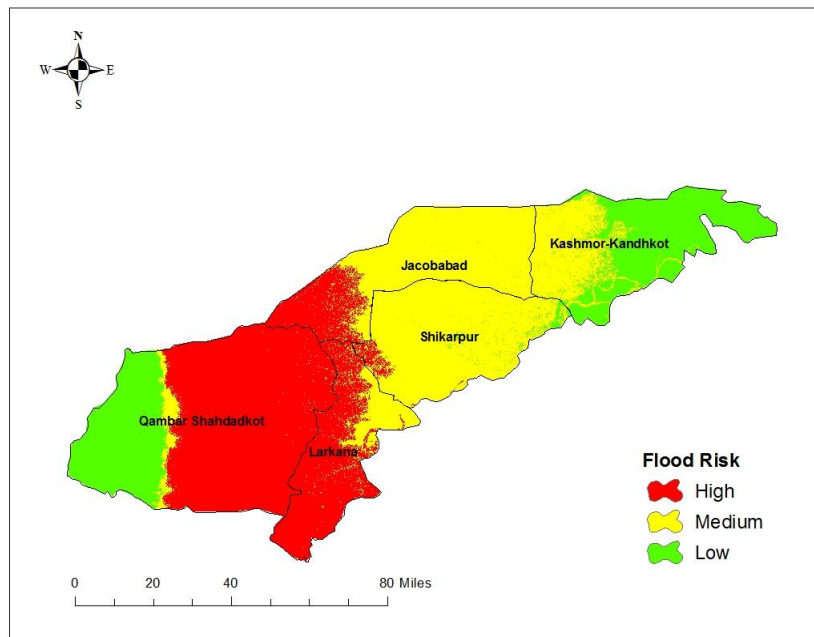 N
W E
S
Kashmor-Kandhkot
Jacobabad
Shikarpur
Qambar Shahdadkot
Larkana
Flood Risk
High
Medium
Low
0 20 40 80 Miles